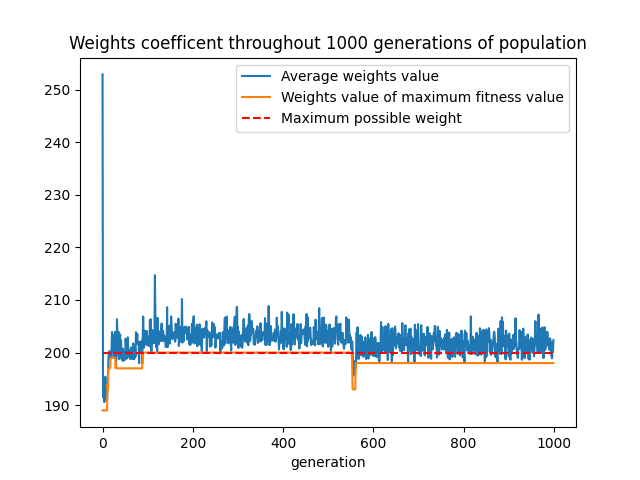 Weights coefficent throughout 1000 generations of population
Average weights value
Weights value of maximum fitness value
Maximum possible weight
250
240
230
220
210
200
190
0 200 400 600 800 1000
generation